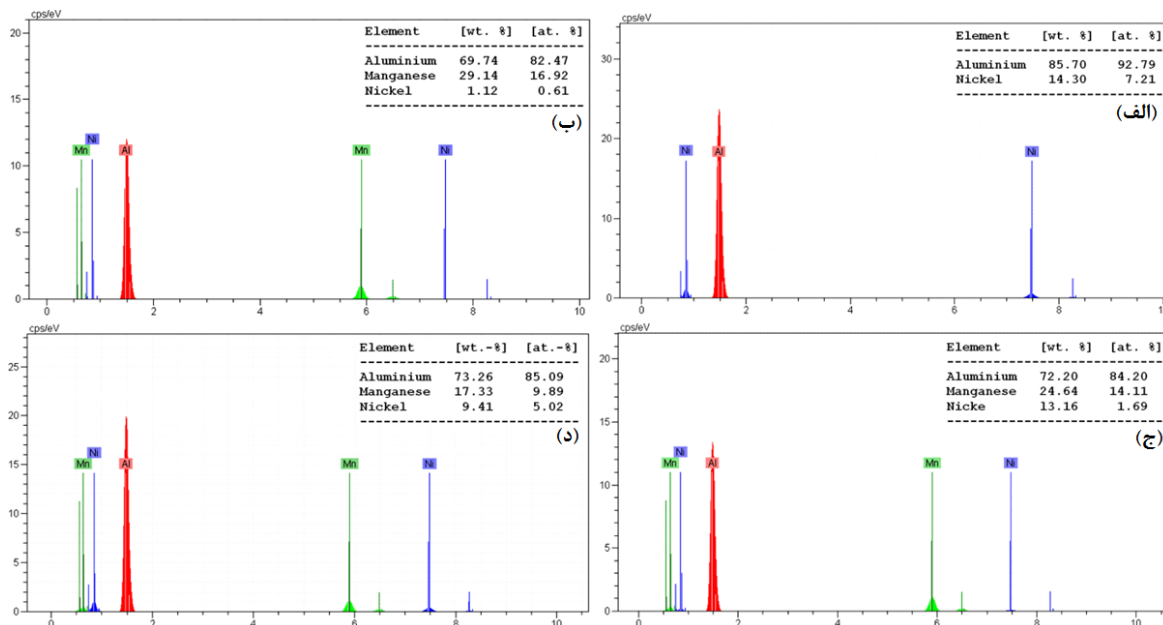 cps/eV
Element [wt. %] [at. %]
Aluminium 85.70 92.79
Nickel 14.30 7.21
(الف)
30
20
10
0
Ni
Al
Ni
0 2 4 6 8 10
cps/eV
Element [wt. %] [at. %]
Aluminium 69.74 82.47
Manganese 29.14 16.92
Nickel 1.12 0.61
(ب)
20
15
10
5
0
Mn
Ni
Al
Mn
Ni
0 2 4 6 8 10
cps/eV
Element [wt. %] [at. %]
Aluminium 72.20 84.20
Manganese 24.64 14.11
Nicke 13.16 1.69
(ج)
20
15
10
5
0
Mn
Ni
Al
Mn
Ni
0 2 4 6 8 10
cps/eV
Element [wt.-%] [at.-%]
Aluminium 73.26 85.09
Manganese 17.33 9.89
Nickel 9.41 5.02
(د)
25
20
15
10
5
0
Mn
Ni
Al
Mn
Ni
0 2 4 6 8 10